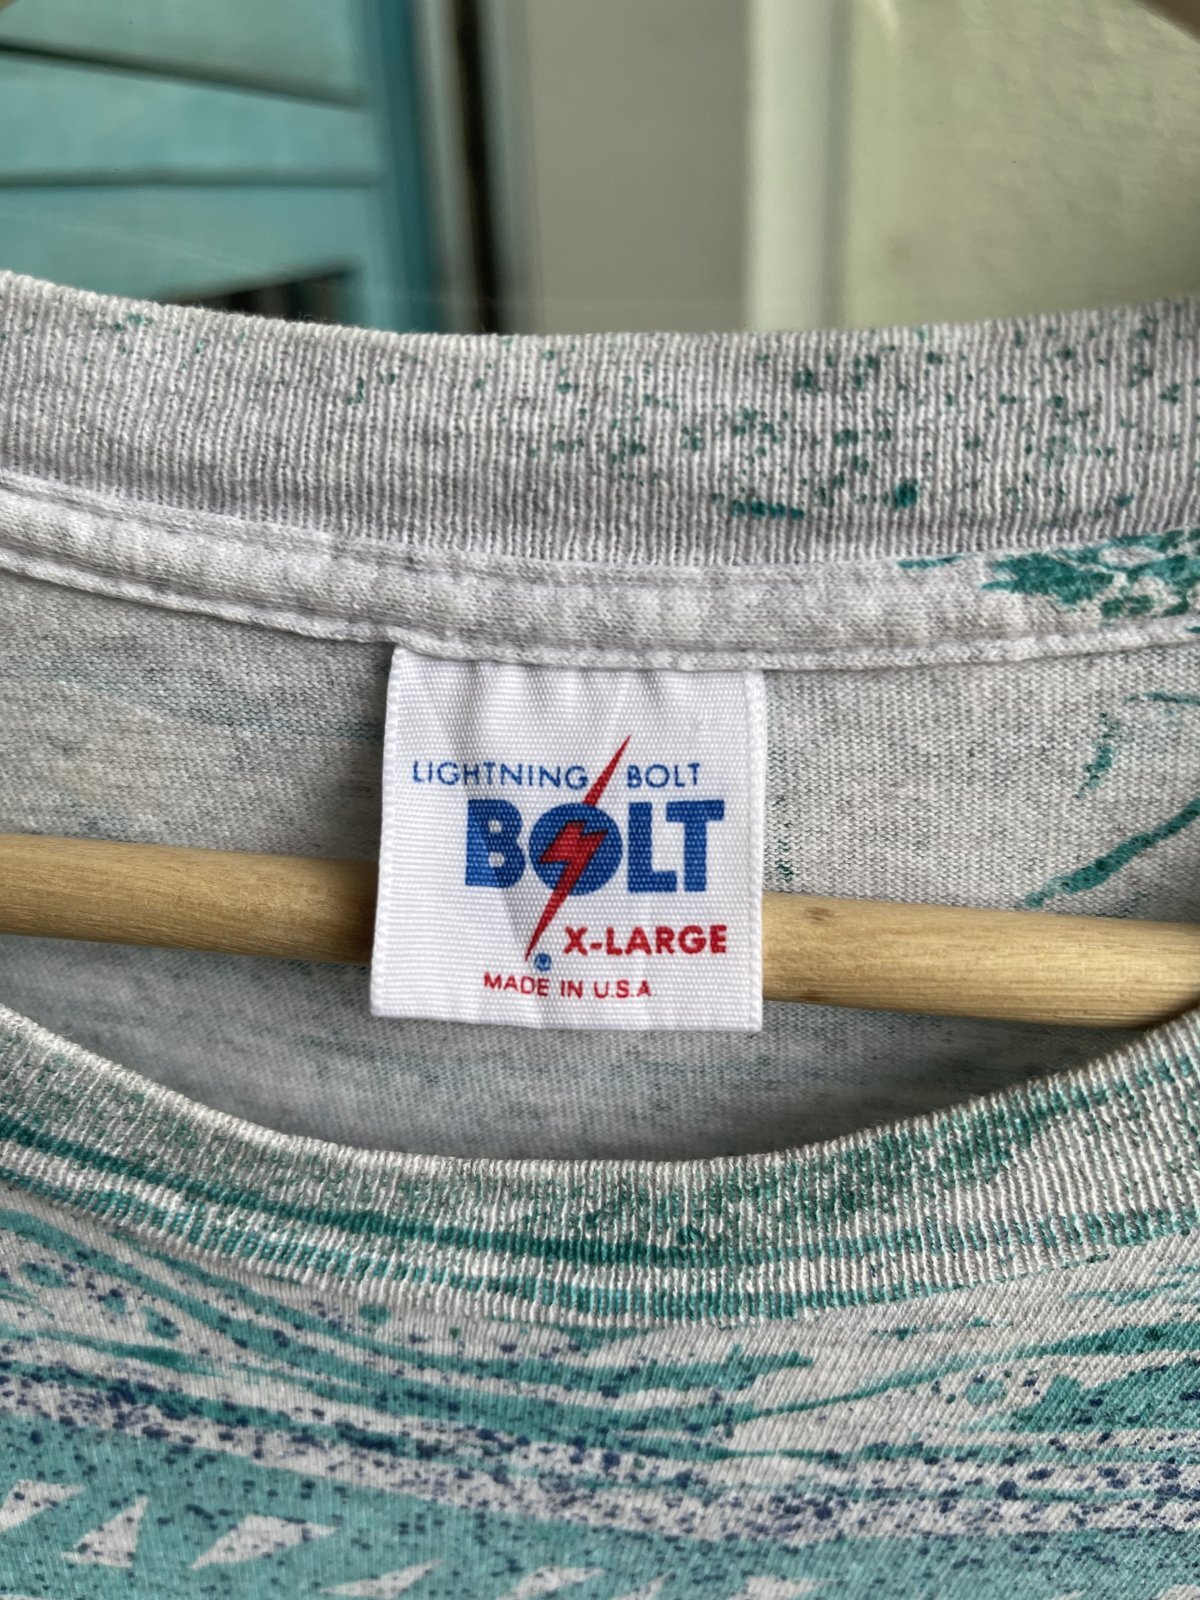 LIGHTNING BOLT
BOLT
X-LARGE
MADE IN U.S.A